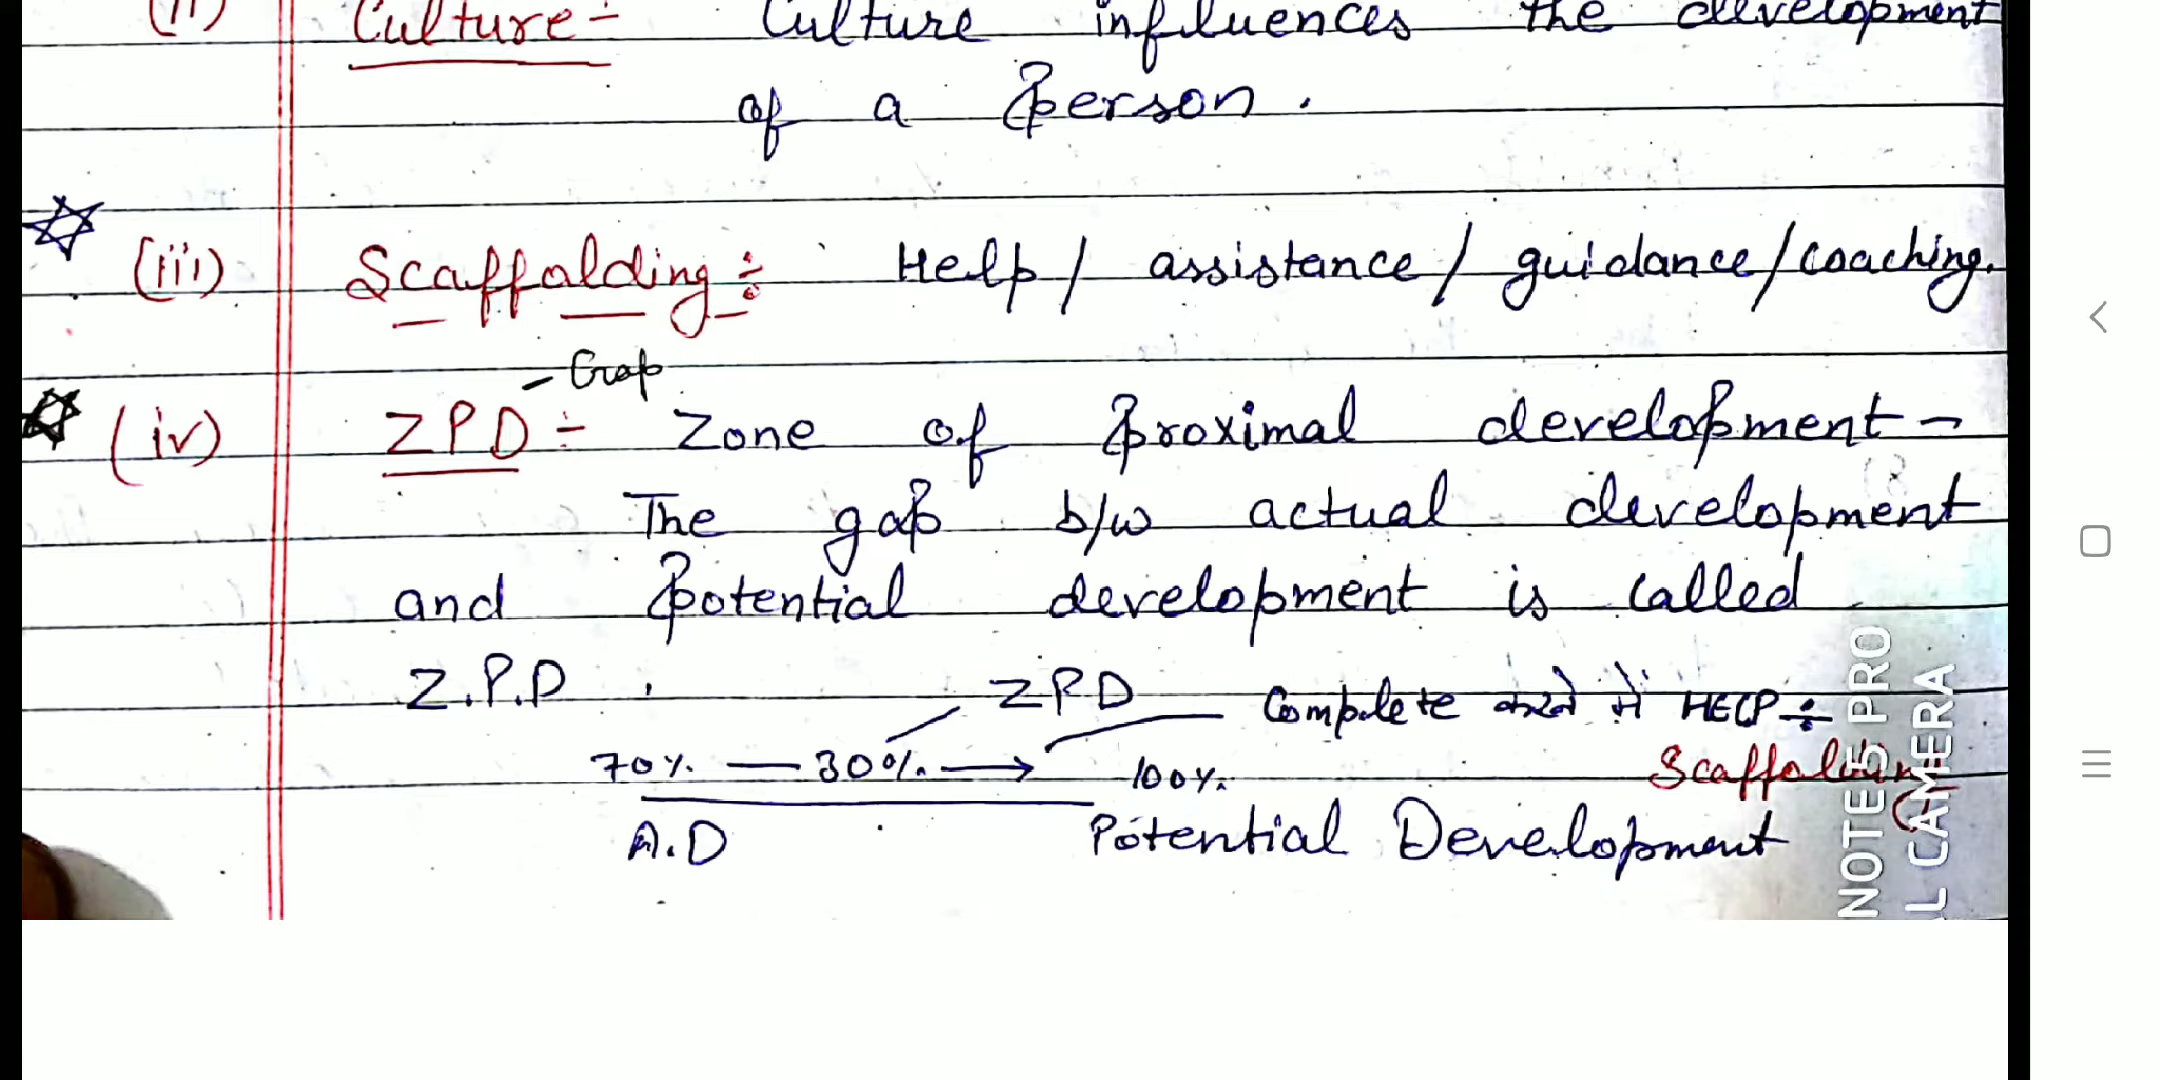 (ii) Culture - Culture influences the development
of a person.
(iii) Scaffalding : Help / assistance / guidance / coaching.
- Gap
(iv) ZPD ÷ Zone of Proximal development -
The gap b/w actual development
and potential development is called
Z.P.D . ZPD Complete करने में HELP ÷
70% — 30% → 100% Scaffalding
A.D Potential Development
NOTE 5 PRO
L CAMERA